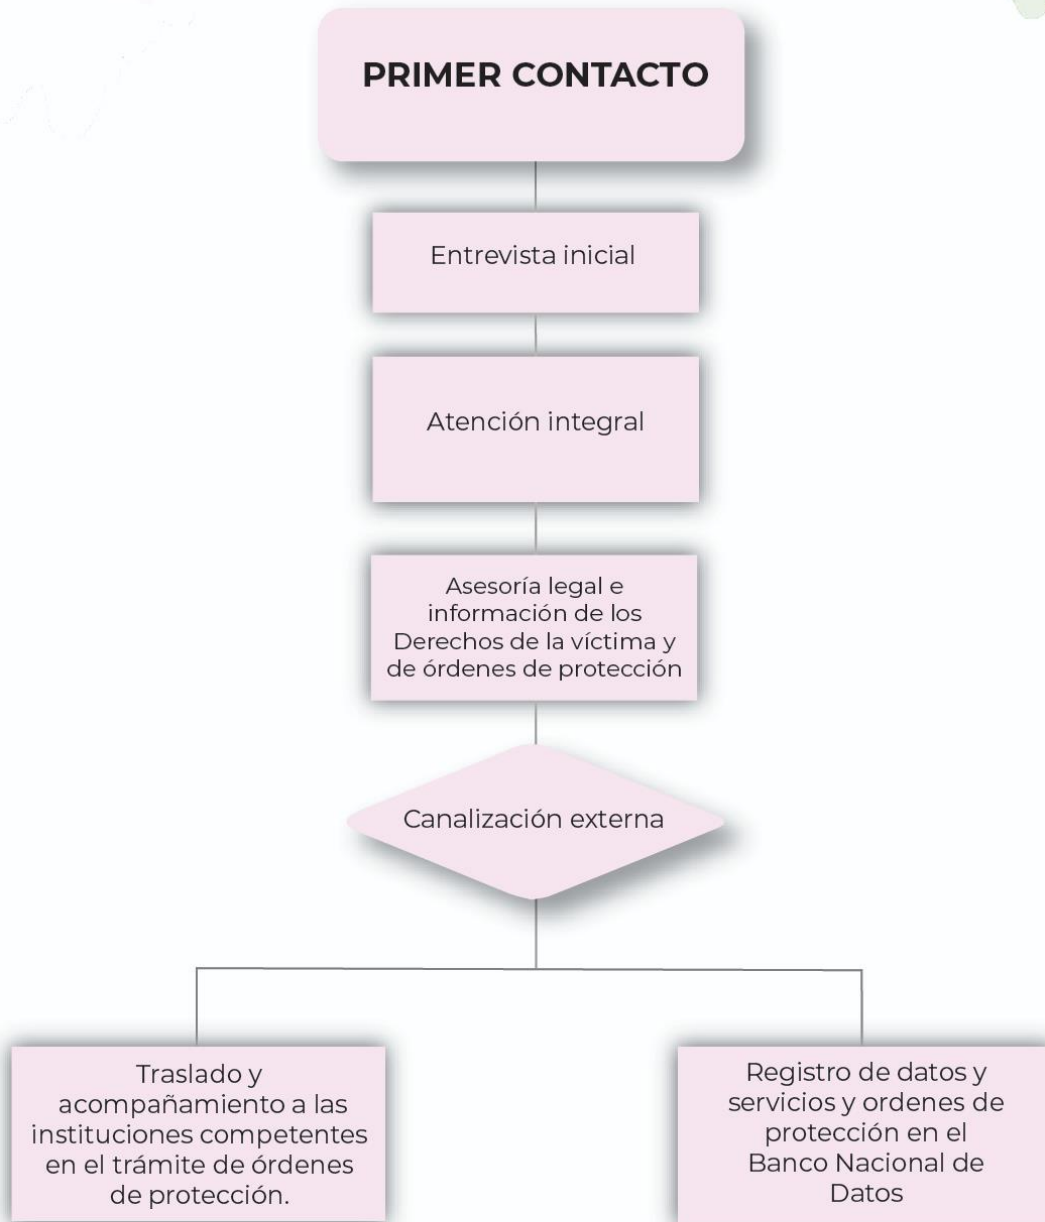 PRIMER CONTACTO
Entrevista inicial
Atención integral
Asesoría legal e
información de los
Derechos de la víctima y
de órdenes de protección
Canalización externa
Traslado y
acompañamiento a las
instituciones competentes
en el trámite de órdenes
de protección.
Registro de datos y
servicios y ordenes de
protección en el
Banco Nacional de
Datos